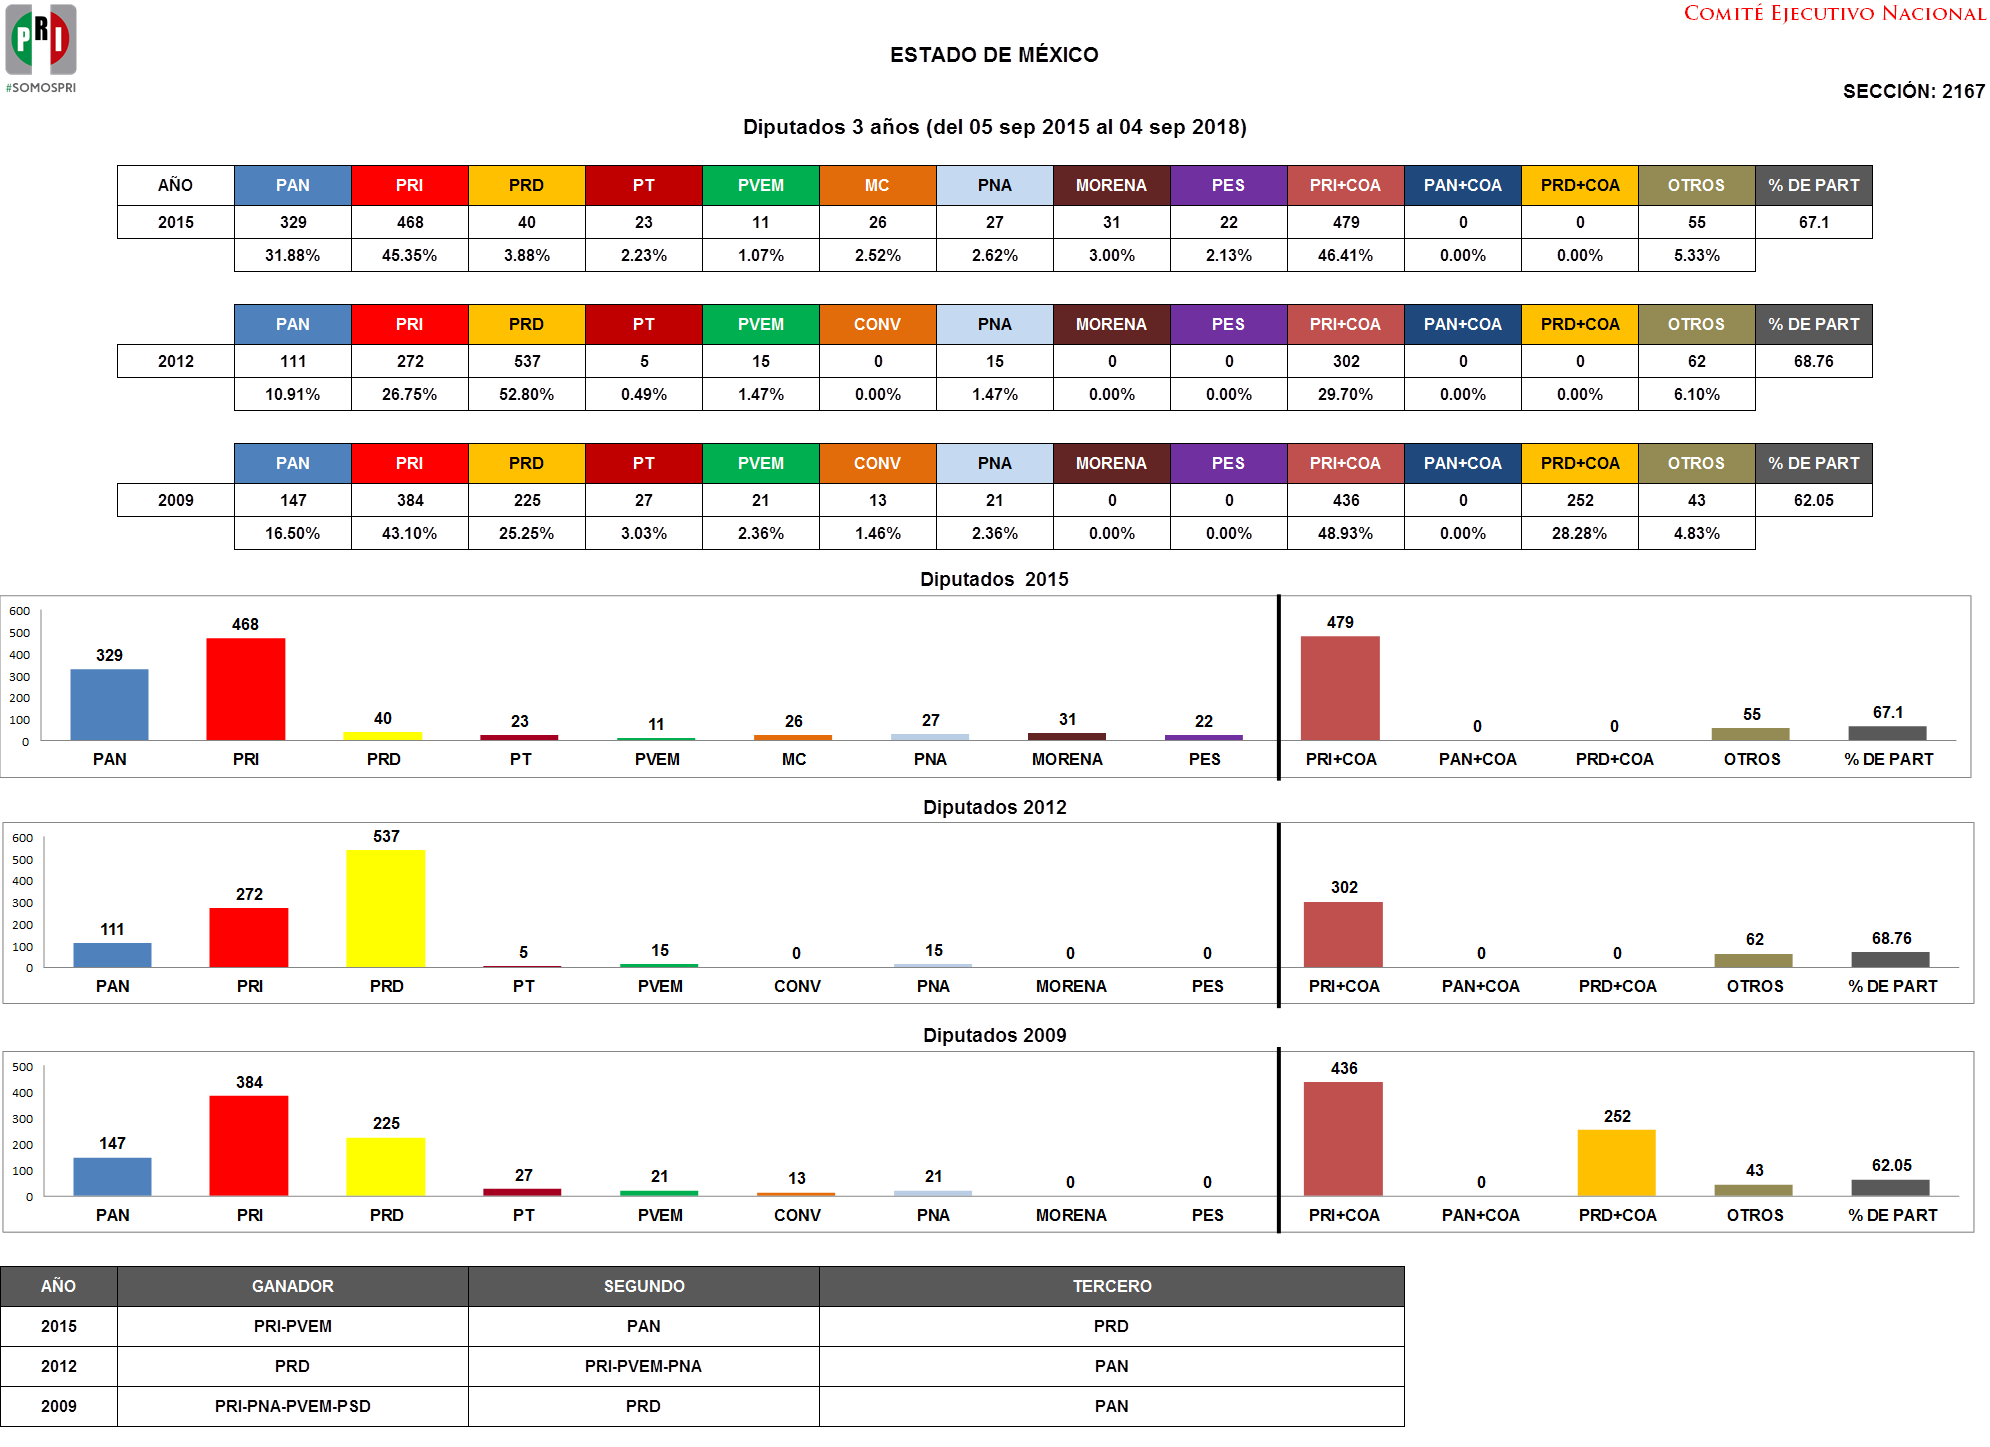 PRI
#SOMOSPRI
COMITÉ EJECUTIVO NACIONAL
ESTADO DE MÉXICO
SECCIÓN: 2167
Diputados 3 años (del 05 sep 2015 al 04 sep 2018)
AÑO PAN PRI PRD PT PVEM MC PNA MORENA PES PRI+COA PAN+COA PRD+COA OTROS % DE PART
2015 329 468 40 23 11 26 27 31 22 479 0 0 55 67.1
31.88% 45.35% 3.88% 2.23% 1.07% 2.52% 2.62% 3.00% 2.13% 46.41% 0.00% 0.00% 5.33%
PAN PRI PRD PT PVEM CONV PNA MORENA PES PRI+COA PAN+COA PRD+COA OTROS % DE PART
2012 111 272 537 5 15 0 15 0 0 302 0 0 62 68.76
10.91% 26.75% 52.80% 0.49% 1.47% 0.00% 1.47% 0.00% 0.00% 29.70% 0.00% 0.00% 6.10%
PAN PRI PRD PT PVEM CONV PNA MORENA PES PRI+COA PAN+COA PRD+COA OTROS % DE PART
2009 147 384 225 27 21 13 21 0 0 436 0 252 43 62.05
16.50% 43.10% 25.25% 3.03% 2.36% 1.46% 2.36% 0.00% 0.00% 48.93% 0.00% 28.28% 4.83%
Diputados 2015
600
500
400
300
200
100
0
329 468 40 23 11 26 27 31 22 479 0 0 55 67.1
PAN PRI PRD PT PVEM MC PNA MORENA PES PRI+COA PAN+COA PRD+COA OTROS % DE PART
Diputados 2012
600
500
400
300
200
100
0
111 272 537 5 15 0 15 0 0 302 0 0 62 68.76
PAN PRI PRD PT PVEM CONV PNA MORENA PES PRI+COA PAN+COA PRD+COA OTROS % DE PART
Diputados 2009
500
400
300
200
100
0
147 384 225 27 21 13 21 0 0 436 0 252 43 62.05
PAN PRI PRD PT PVEM CONV PNA MORENA PES PRI+COA PAN+COA PRD+COA OTROS % DE PART
AÑO GANADOR SEGUNDO TERCERO
2015 PRI-PVEM PAN PRD
2012 PRD PRI-PVEM-PNA PAN
2009 PRI-PNA-PVEM-PSD PRD PAN